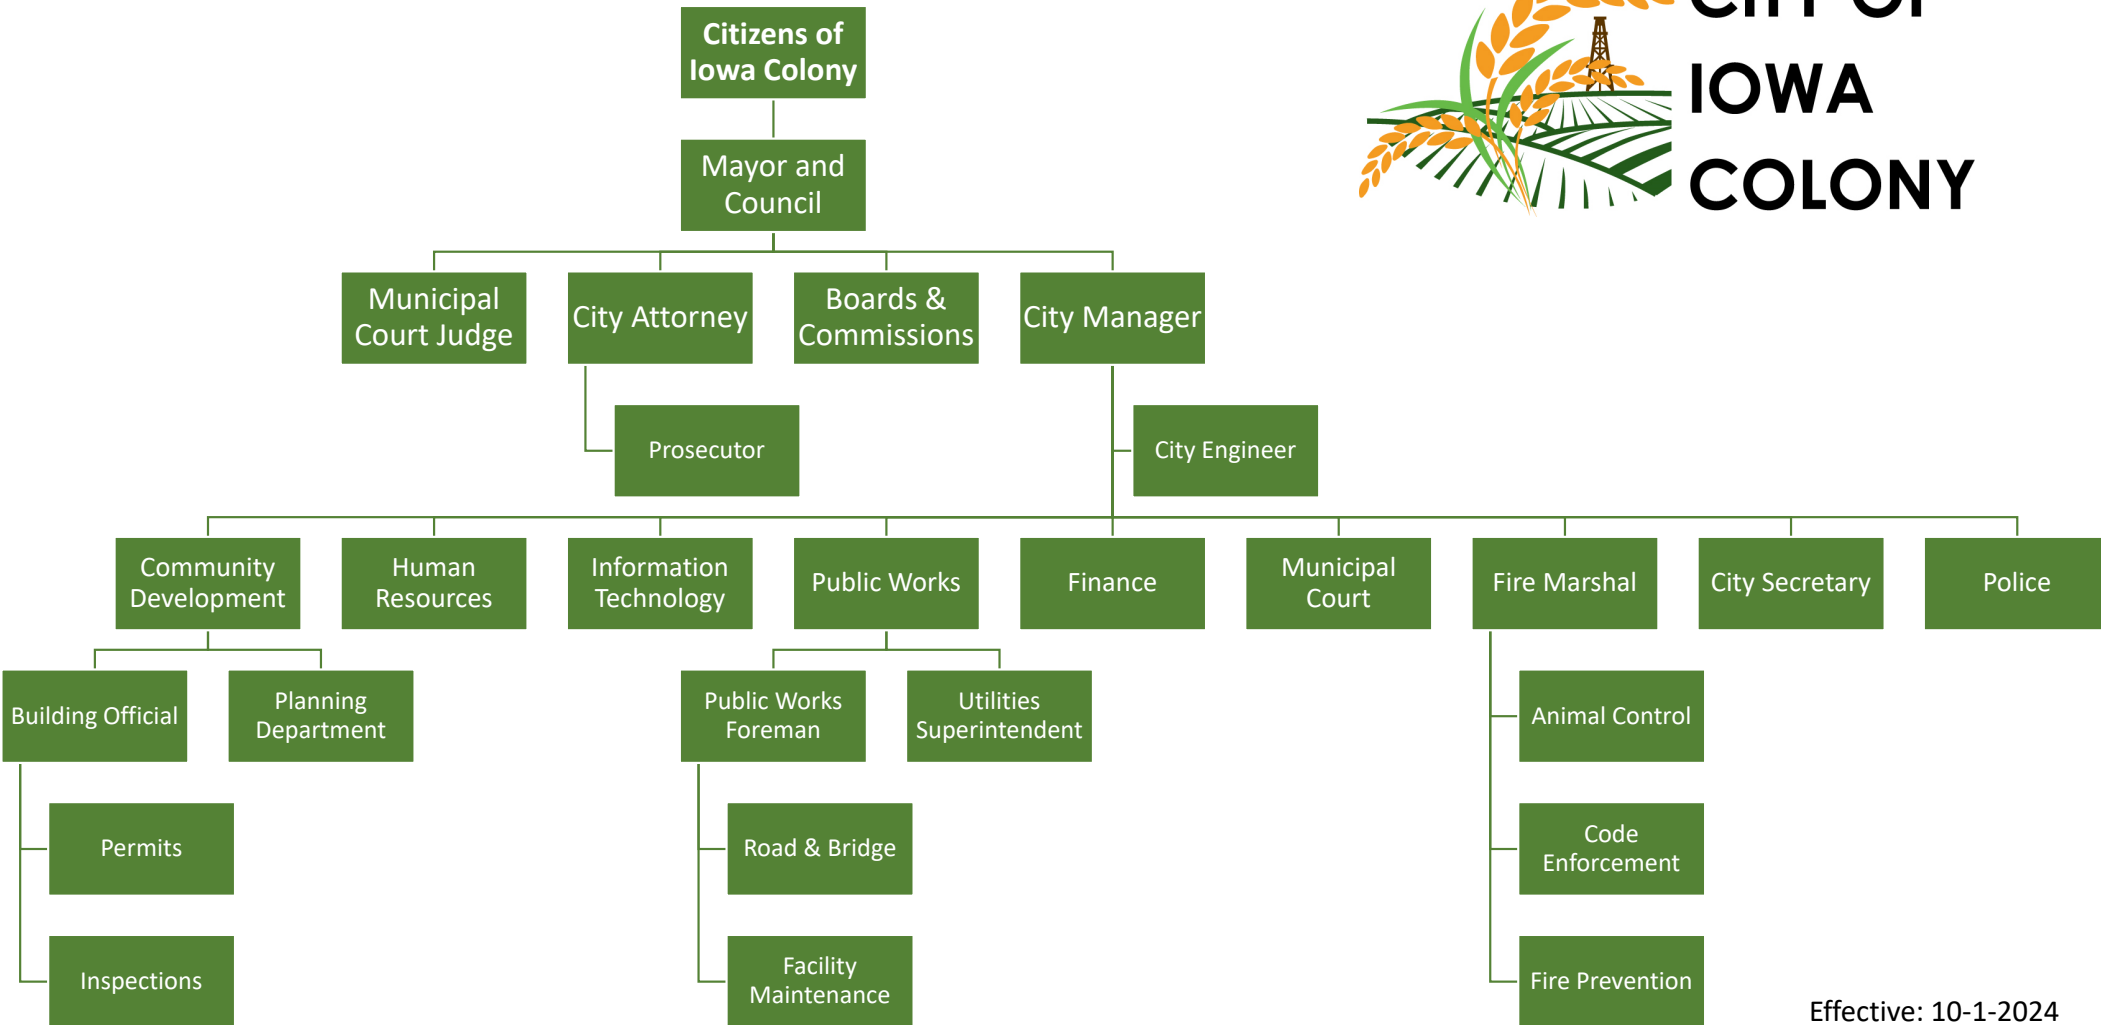 CITY OF
IOWA
COLONY
Citizens of
Iowa Colony
Mayor and
Council
Municipal
Court Judge
City Attorney
Boards &
Commissions
City Manager
Prosecutor
City Engineer
Community
Development
Human
Resources
Information
Technology
Public Works
Finance
Municipal
Court
Fire Marshal
City Secretary
Police
Building Official
Planning
Department
Public Works
Foreman
Utilities
Superintendent
Animal Control
Permits
Road & Bridge
Code
Enforcement
Inspections
Facility
Maintenance
Fire Prevention
Effective: 10-1-2024